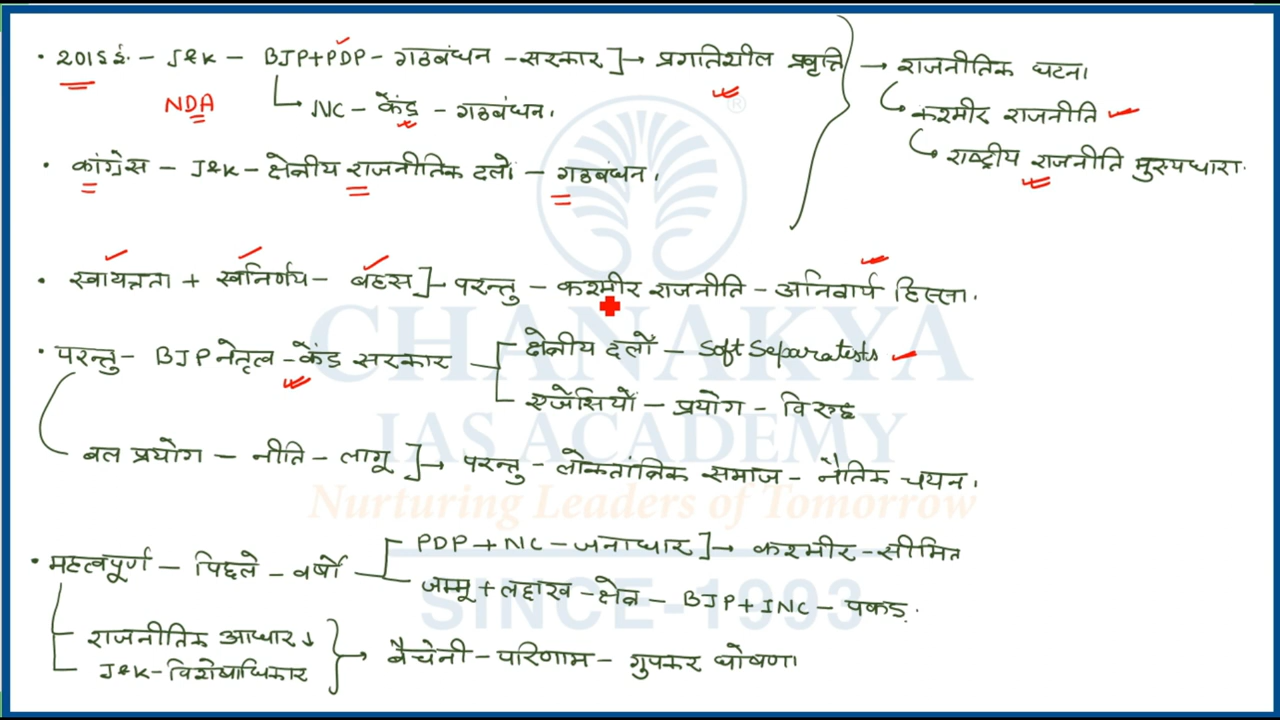 • 2015 ई. – J&K – BJP+PDP – गठबंधन – सरकार ] → प्रगतिशील प्रवृत्ति → राजनीतिक घटना
NDA
NC – केंद्र – गठबंधन.
कश्मीर राजनीति
राष्ट्रीय राजनीति मुख्यधारा.
• कांग्रेस – J&K – क्षेत्रीय राजनीतिक दलों – गठबंधन.
• स्वायत्तता + स्वनिर्णय – बहस ] – परन्तु – कश्मीर राजनीति – अनिवार्य हिस्सा.
• परन्तु – BJP नेतृत्व – केंद्र सरकार
क्षेत्रीय दलों – Soft Separatests
एजेंसियों – प्रयोग – विरुद्ध
बल प्रयोग – नीति – लागू ] → परन्तु – लोकतांत्रिक समाज – नैतिक चयन.
• महत्वपूर्ण – पिछले – वर्षों
PDP + NC – जनाधार ] → कश्मीर – सीमित
जम्मू + लद्दाख – क्षेत्र – BJP + INC – पकड़.
राजनीतिक आधार ↓
J&K – विशेषाधिकार
→ बैचेनी – परिणाम – गुपकर घोषणा
CHANAKYA
IAS ACADEMY
Nurturing Leaders of Tomorrow
SINCE-1993